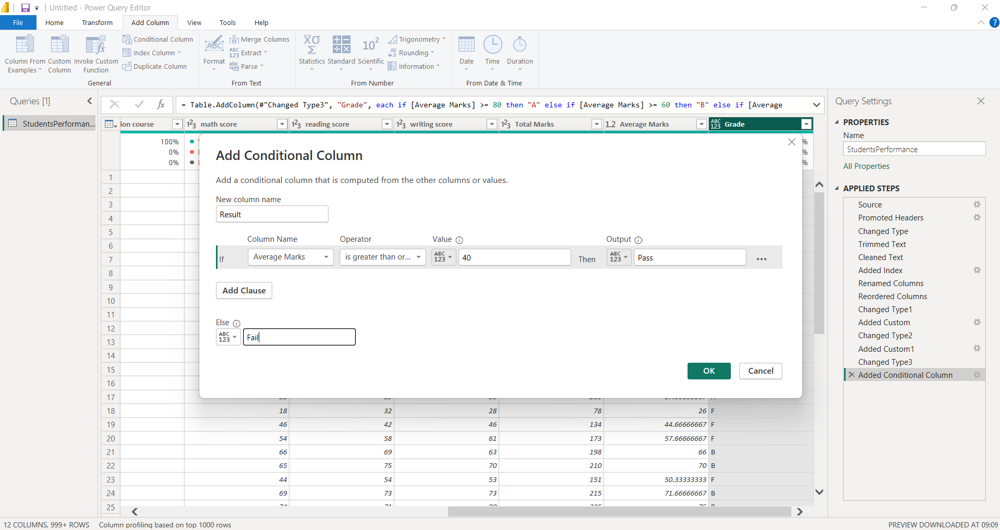 Untitled - Power Query Editor
File Home Transform Add Column View Tools Help
Column From Examples
Custom Column
Invoke Custom Function
Conditional Column
Index Column
Duplicate Column
General
Format
Merge Columns
Extract
Parse
From Text
Statistics
Standard
Scientific
Trigonometry
Rounding
Information
From Number
Date
Time
Duration
From Date & Time
Queries [1]
StudentsPerforman...
= Table.AddColumn(#"Changed Type3", "Grade", each if [Average Marks] >= 80 then "A" else if [Average Marks] >= 60 then "B" else if [Average
ion course math score reading score writing score Total Marks 1.2 Average Marks ABC 123 Grade
100%
0%
0%
Add Conditional Column
Add a conditional column that is computed from the other columns or values.
New column name
Result
Column Name Operator Value Output
If Average Marks is greater than or... ABC 123 40 Then ABC 123 Pass ...
Add Clause
Else
ABC 123 Fail
OK Cancel
1
2
3
4
5
6
7
8
9
10
11
12
13
14
15
16
17
18 18 32 28 78 26 F
19 46 42 46 134 44.66666667 F
20 54 58 61 173 57.66666667 F
21 66 69 63 198 66 B
22 65 75 70 210 70 B
23 44 54 53 151 50.33333333 F
24 69 73 73 215 71.66666667 B
25
Query Settings
PROPERTIES
Name
StudentsPerformance
All Properties
APPLIED STEPS
Source
Promoted Headers
Changed Type
Trimmed Text
Cleaned Text
Added Index
Renamed Columns
Reordered Columns
Changed Type1
Added Custom
Changed Type2
Added Custom1
Changed Type3
Added Conditional Column
12 COLUMNS, 999+ ROWS Column profiling based on top 1000 rows
PREVIEW DOWNLOADED AT 09:09